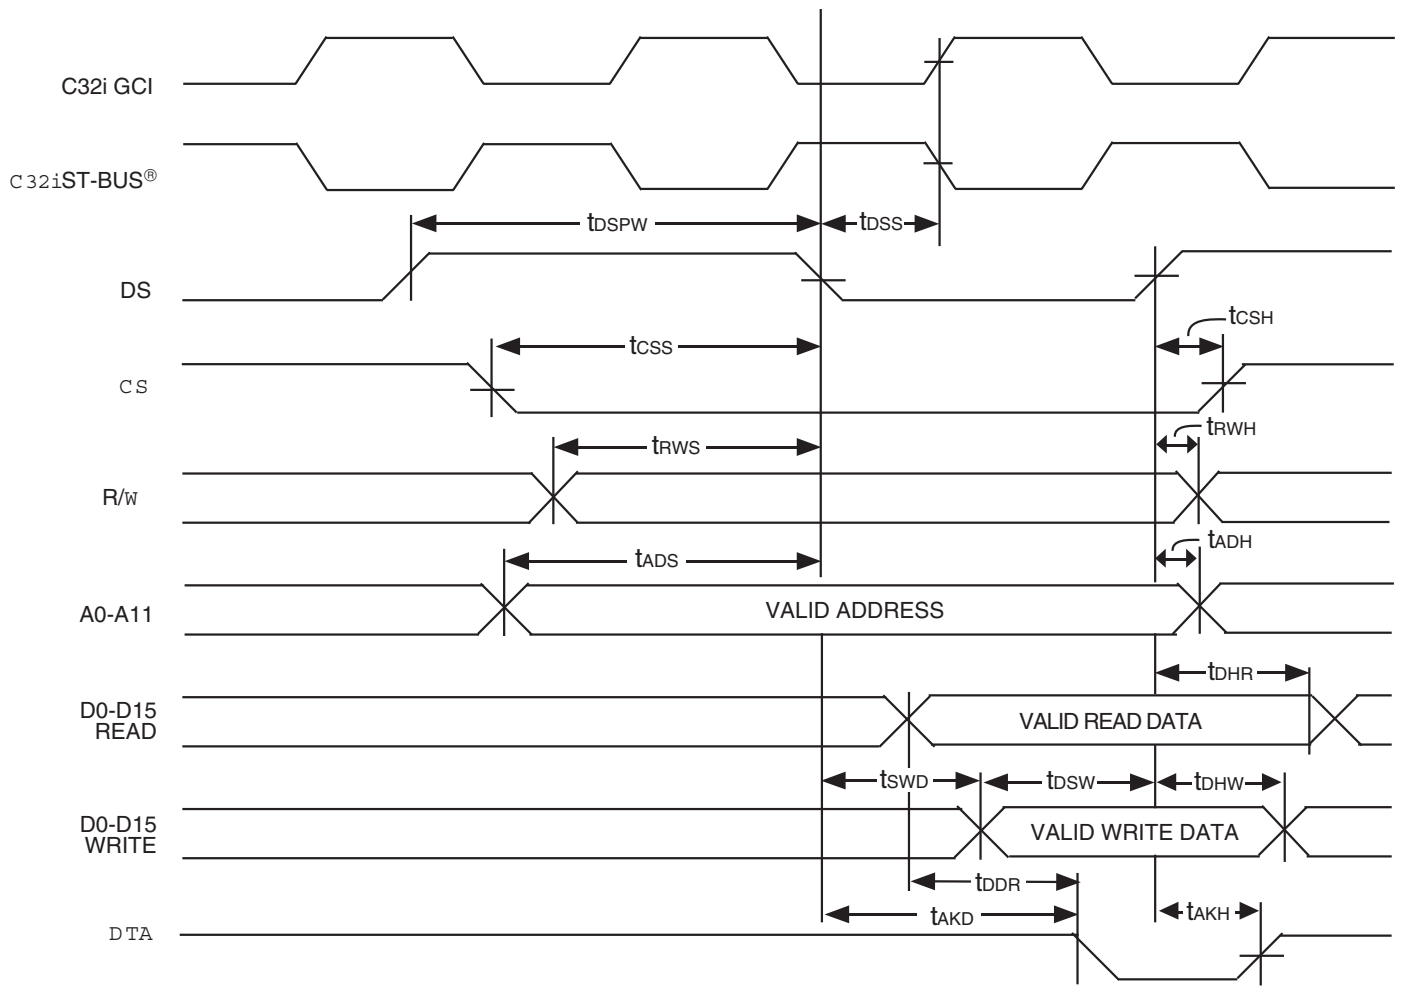 C32i GCI
C32iST-BUS®
tDSPW
tDSS
DS
tCSH
tCSS
CS
tRWH
tRWS
R/W
tADH
tADS
A0-A11
VALID ADDRESS
tDHR
D0-D15
READ
VALID READ DATA
tSWD
tDSW
tDHW
D0-D15
WRITE
VALID WRITE DATA
tDDR
tAKD
tAKH
DTA